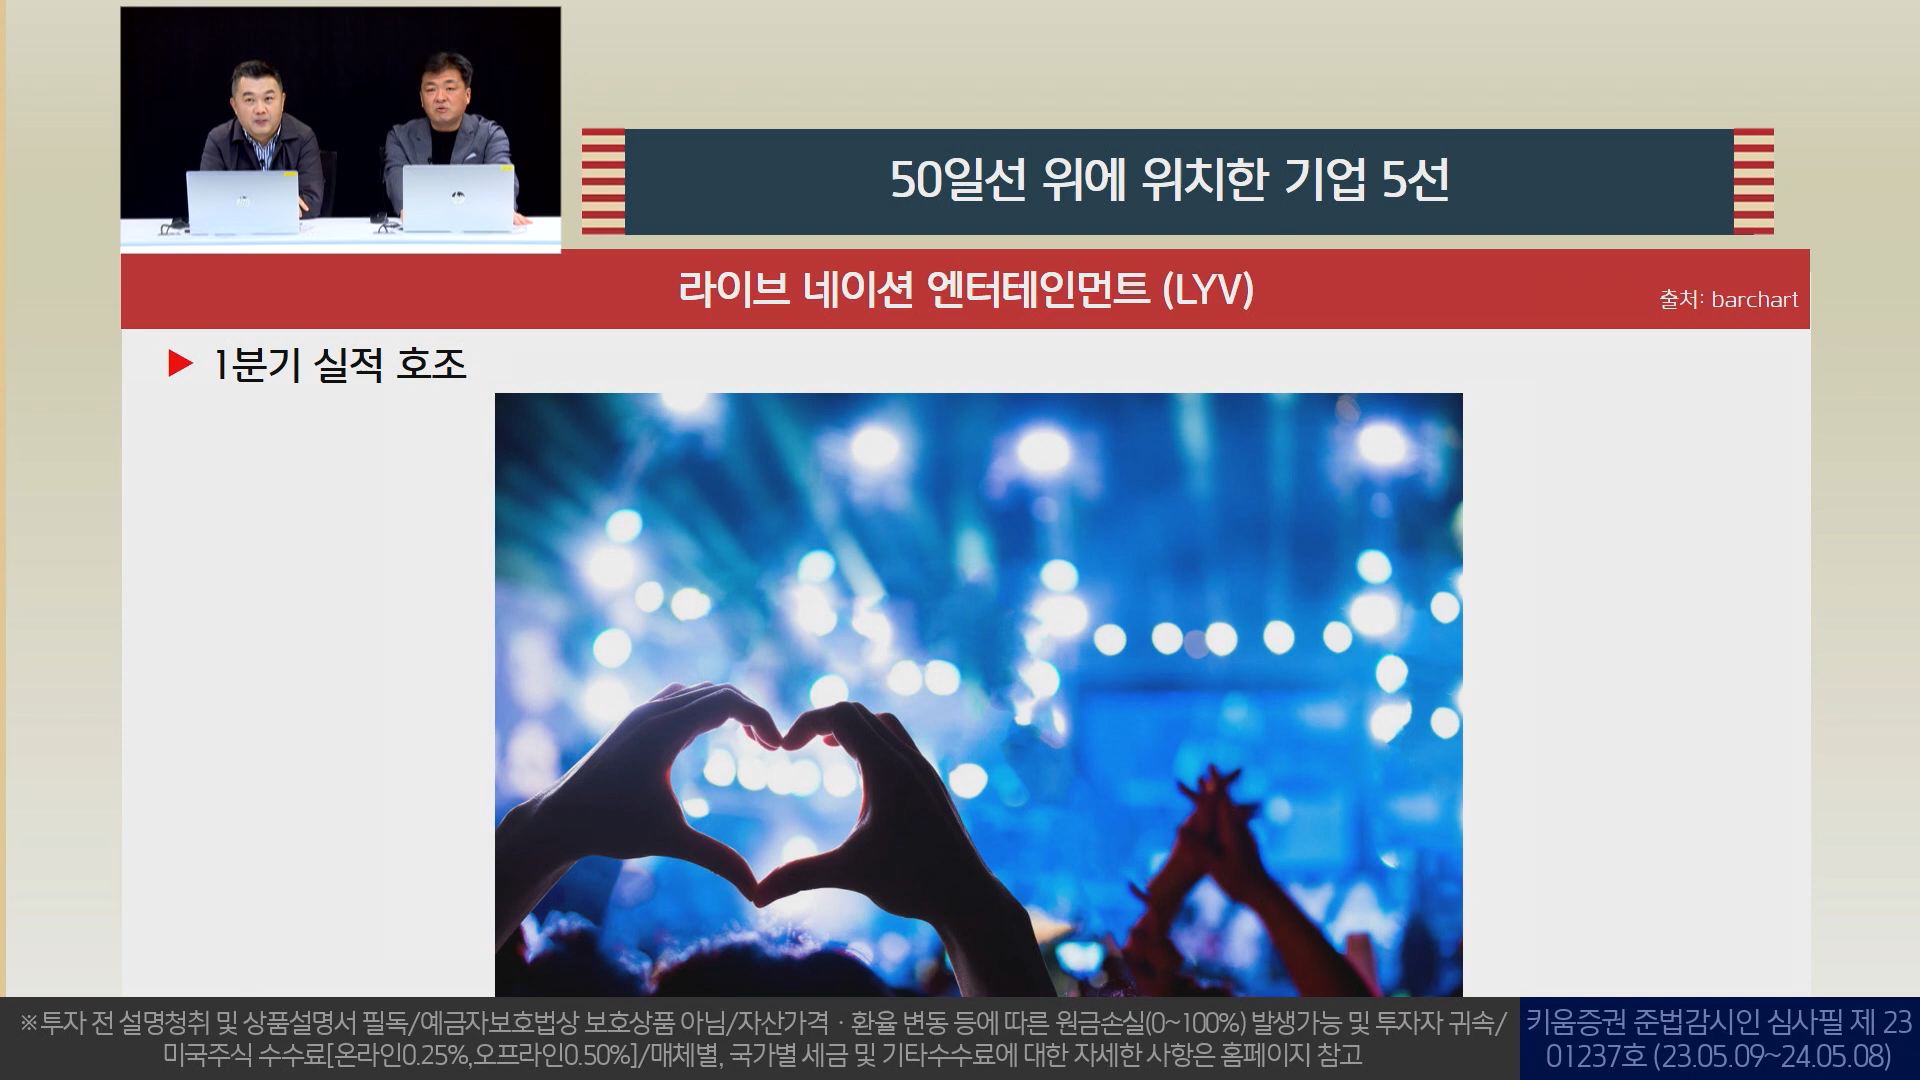 50일선 위에 위치한 기업 5선
라이브 네이션 엔터테인먼트 (LYV)
출처: barchart
▶ 1분기 실적 호조
※투자 전 설명청취 및 상품설명서 필독/예금자보호법상 보호상품 아님/자산가격 · 환율 변동 등에 따른 원금손실(0~100%) 발생가능 및 투자자 귀속/
미국주식 수수료[온라인0.25%,오프라인0.50%]/매체별, 국가별 세금 및 기타수수료에 대한 자세한 사항은 홈페이지 참고
키움증권 준법감시인 심사필 제 23
01237호 (23.05.09~24.05.08)